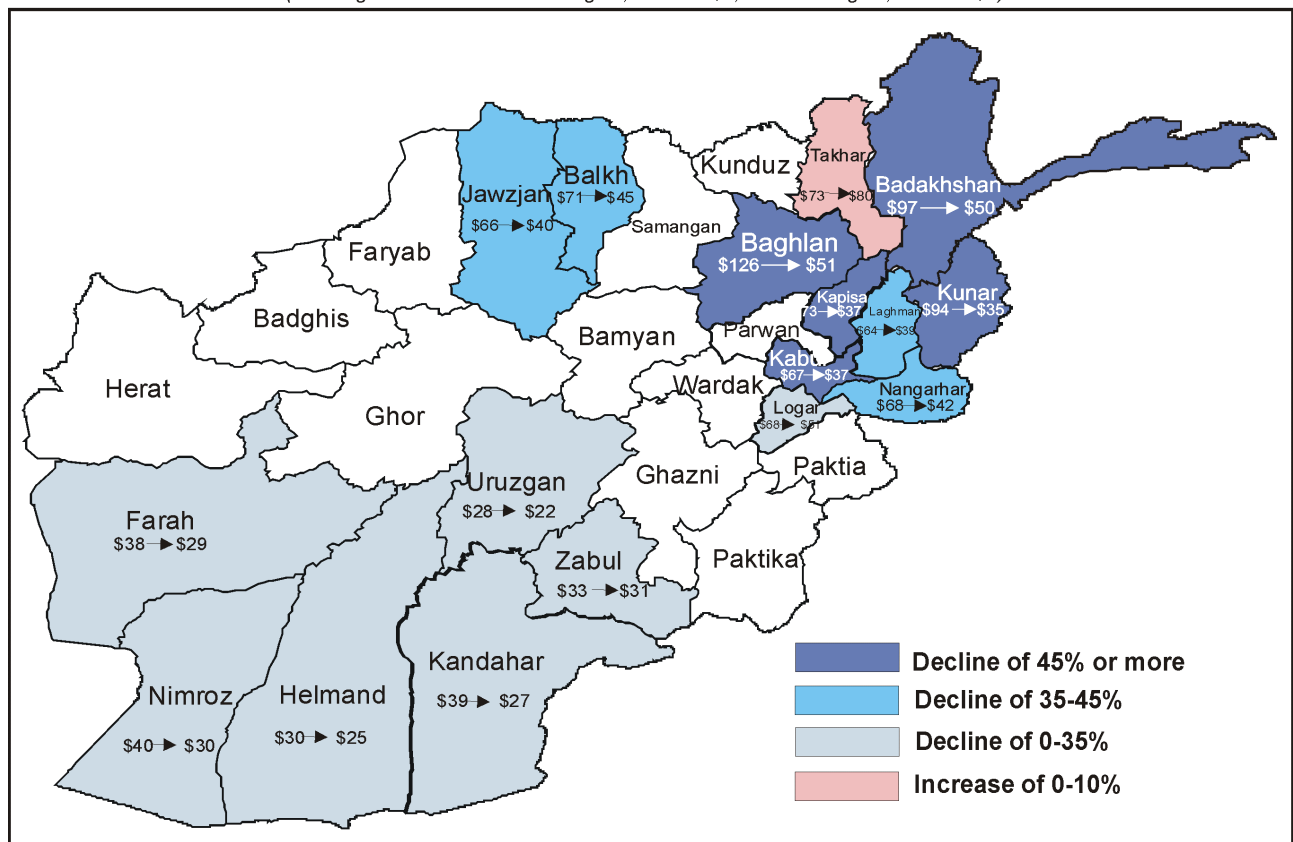 Takhar
$73 $80
Kunduz
Badakhshan
$97 $50
Balkh
$71 $45
Jawzjan
$66 $40
Samangan
Baghlan
$126 $51
Faryab
Kapisa
73 $37
Kunar
$94 $35
Laghman
$64 $39
Badghis
Bamyan
Parwan
Kabul
$67 $37
Herat
Wardak
Nangarhar
$68 $42
Ghor
Logar
$68 $51
Ghazni
Paktia
Uruzgan
$28 $22
Farah
$38 $29
Zabul
$33 $31
Paktika
Kandahar
$39 $27
Nimroz
$40 $30
Helmand
$30 $25
Decline of 45% or more
Decline of 35-45%
Decline of 0-35%
Increase of 0-10%